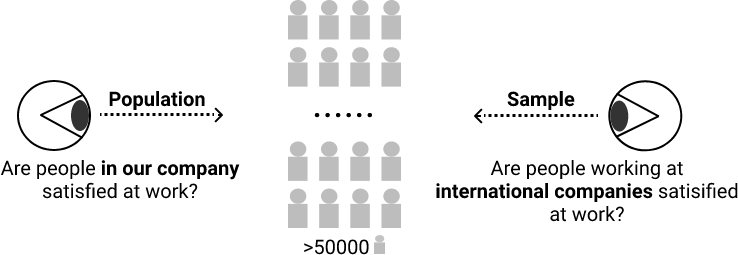 Population
Are people in our company
satisfied at work?
......
>50000
Sample
Are people working at
international companies satisified
at work?